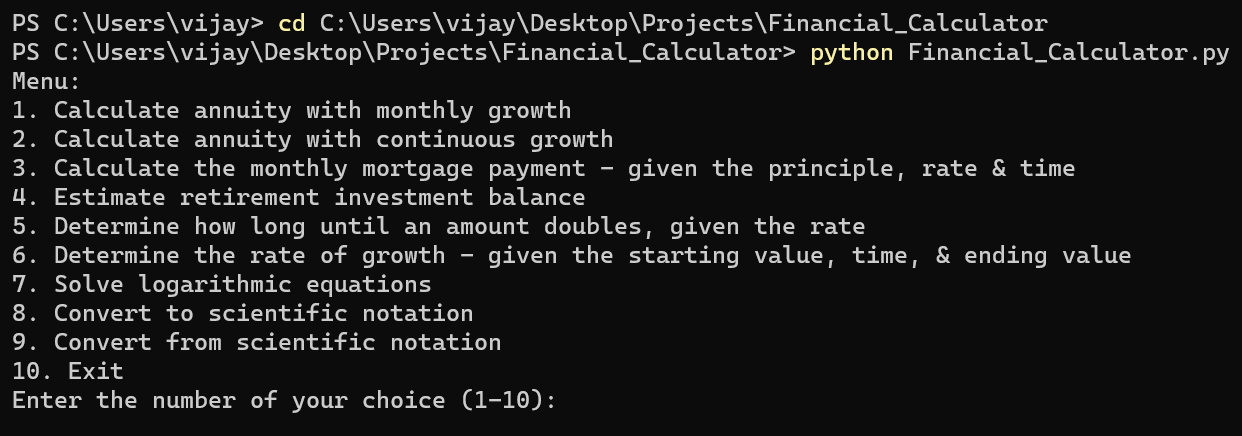 PS C:\Users\vijay> cd C:\Users\vijay\Desktop\Projects\Financial_Calculator
PS C:\Users\vijay\Desktop\Projects\Financial_Calculator> python Financial_Calculator.py
Menu:
1. Calculate annuity with monthly growth
2. Calculate annuity with continuous growth
3. Calculate the monthly mortgage payment - given the principle, rate & time
4. Estimate retirement investment balance
5. Determine how long until an amount doubles, given the rate
6. Determine the rate of growth - given the starting value, time, & ending value
7. Solve logarithmic equations
8. Convert to scientific notation
9. Convert from scientific notation
10. Exit
Enter the number of your choice (1-10):